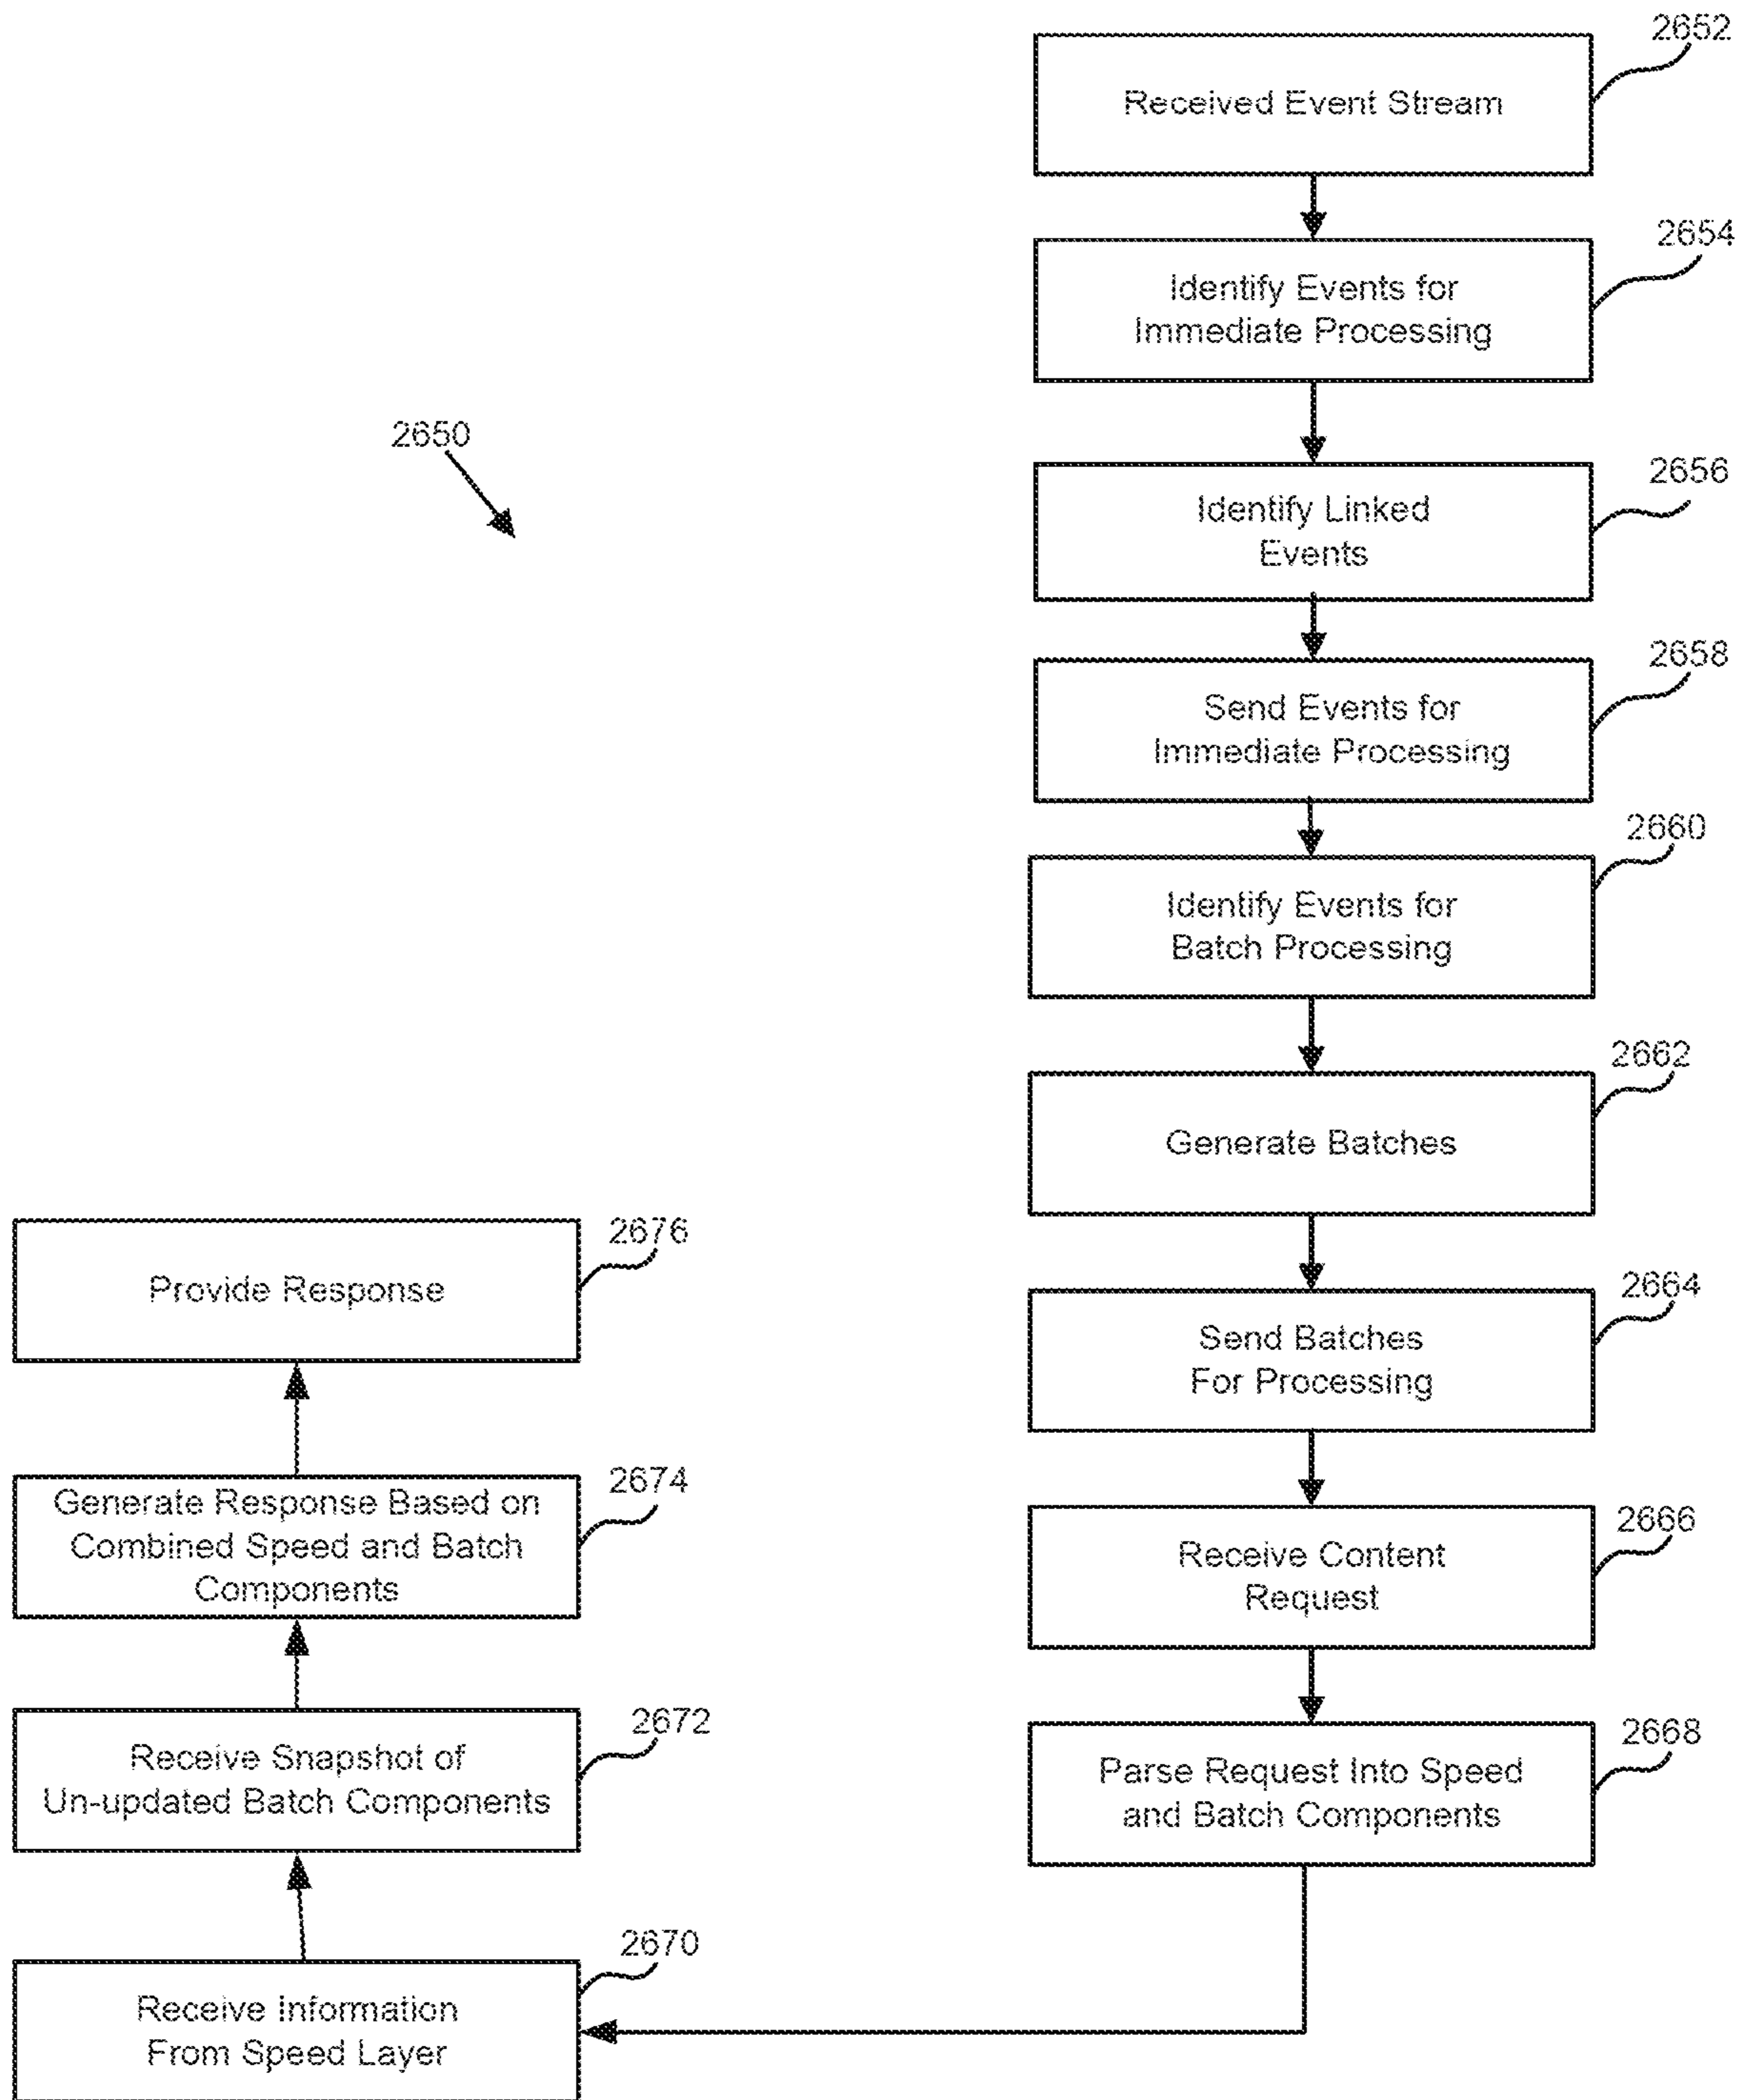 2652
Received Event Stream
2654
Identify Events for
Immediate Processing
2650
2656
Identify Linked
Events
2658
Send Events for
Immediate Processing
2660
Identify Events for
Batch Processing
2662
Generate Batches
2664
Send Batches
For Processing
2666
Receive Content
Request
2668
Parse Request Into Speed
and Batch Components
2670
Receive Information
From Speed Layer
2672
Receive Snapshot of
Un-updated Batch Components
2674
Generate Response Based on
Combined Speed and Batch
Components
2676
Provide Response